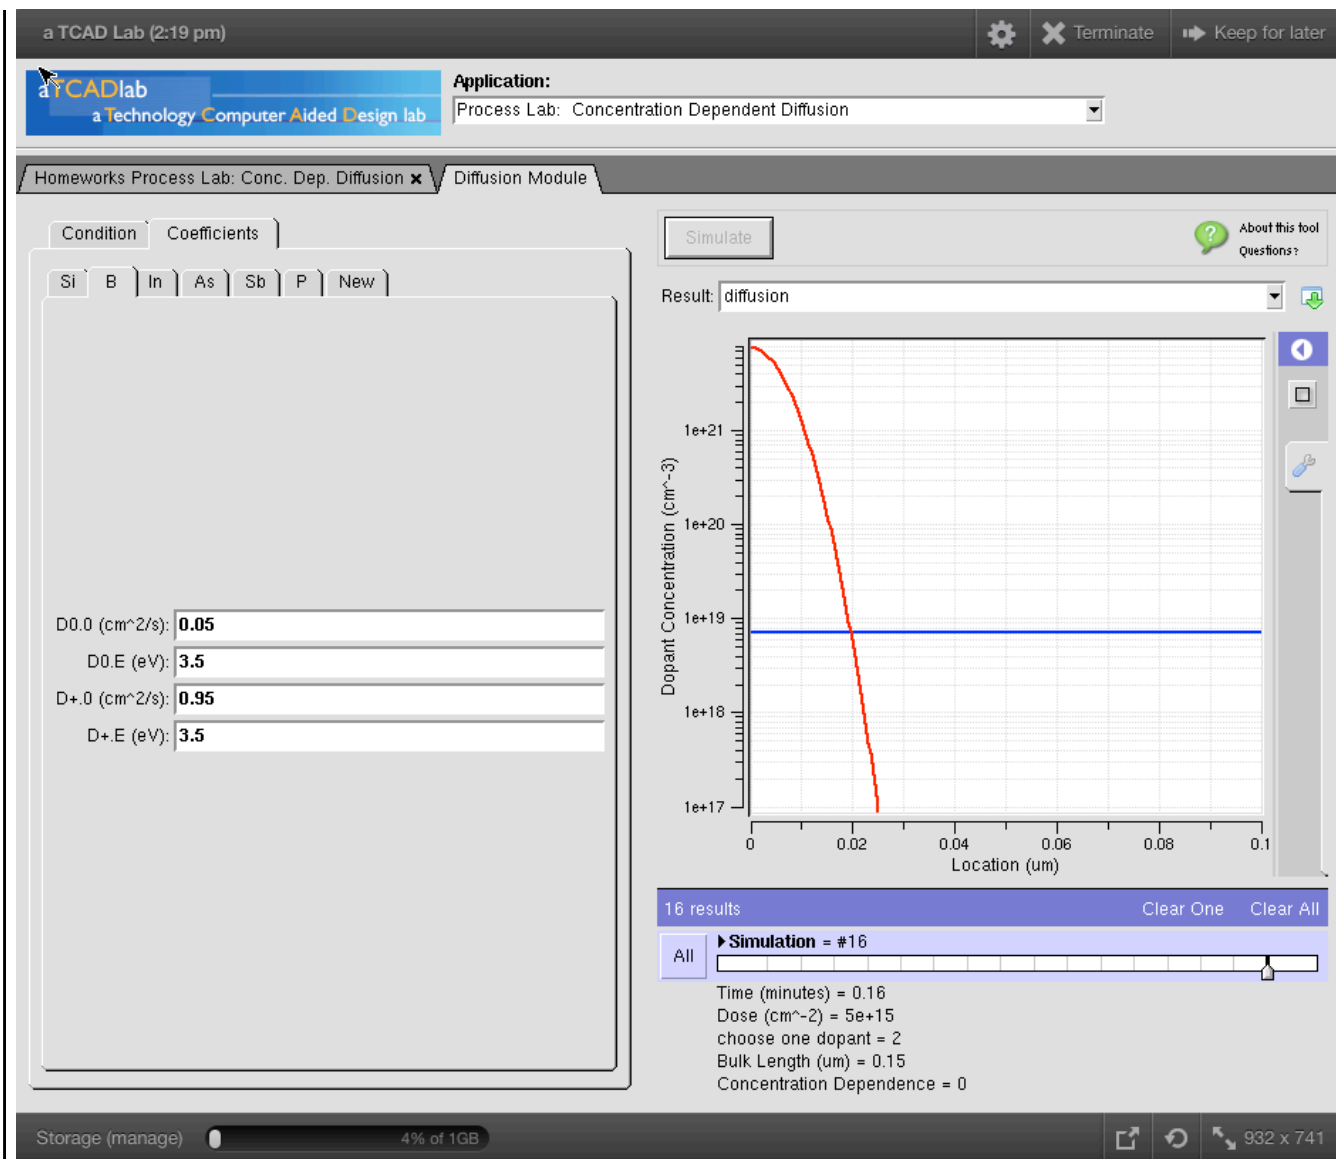 a TCAD Lab (2:19 pm)
Terminate
Keep for later
aTCADlab
a Technology Computer Aided Design lab
Application:
Process Lab: Concentration Dependent Diffusion
Homeworks Process Lab: Conc. Dep. Diffusion
Diffusion Module
Condition
Coefficients
Si
B
In
As
Sb
P
New
D0.0 (cm^2/s): 0.05
D0.E (eV): 3.5
D+.0 (cm^2/s): 0.95
D+.E (eV): 3.5
Simulate
?
About this tool
Questions?
Result: diffusion
Dopant Concentration (cm^-3)
1e+21
1e+20
1e+19
1e+18
1e+17
0
0.02
0.04
0.06
0.08
0.1
Location (um)
16 results
Clear One
Clear All
All
Simulation = #16
Time (minutes) = 0.16
Dose (cm^-2) = 5e+15
choose one dopant = 2
Bulk Length (um) = 0.15
Concentration Dependence = 0
Storage (manage)
4% of 1GB
932 x 741